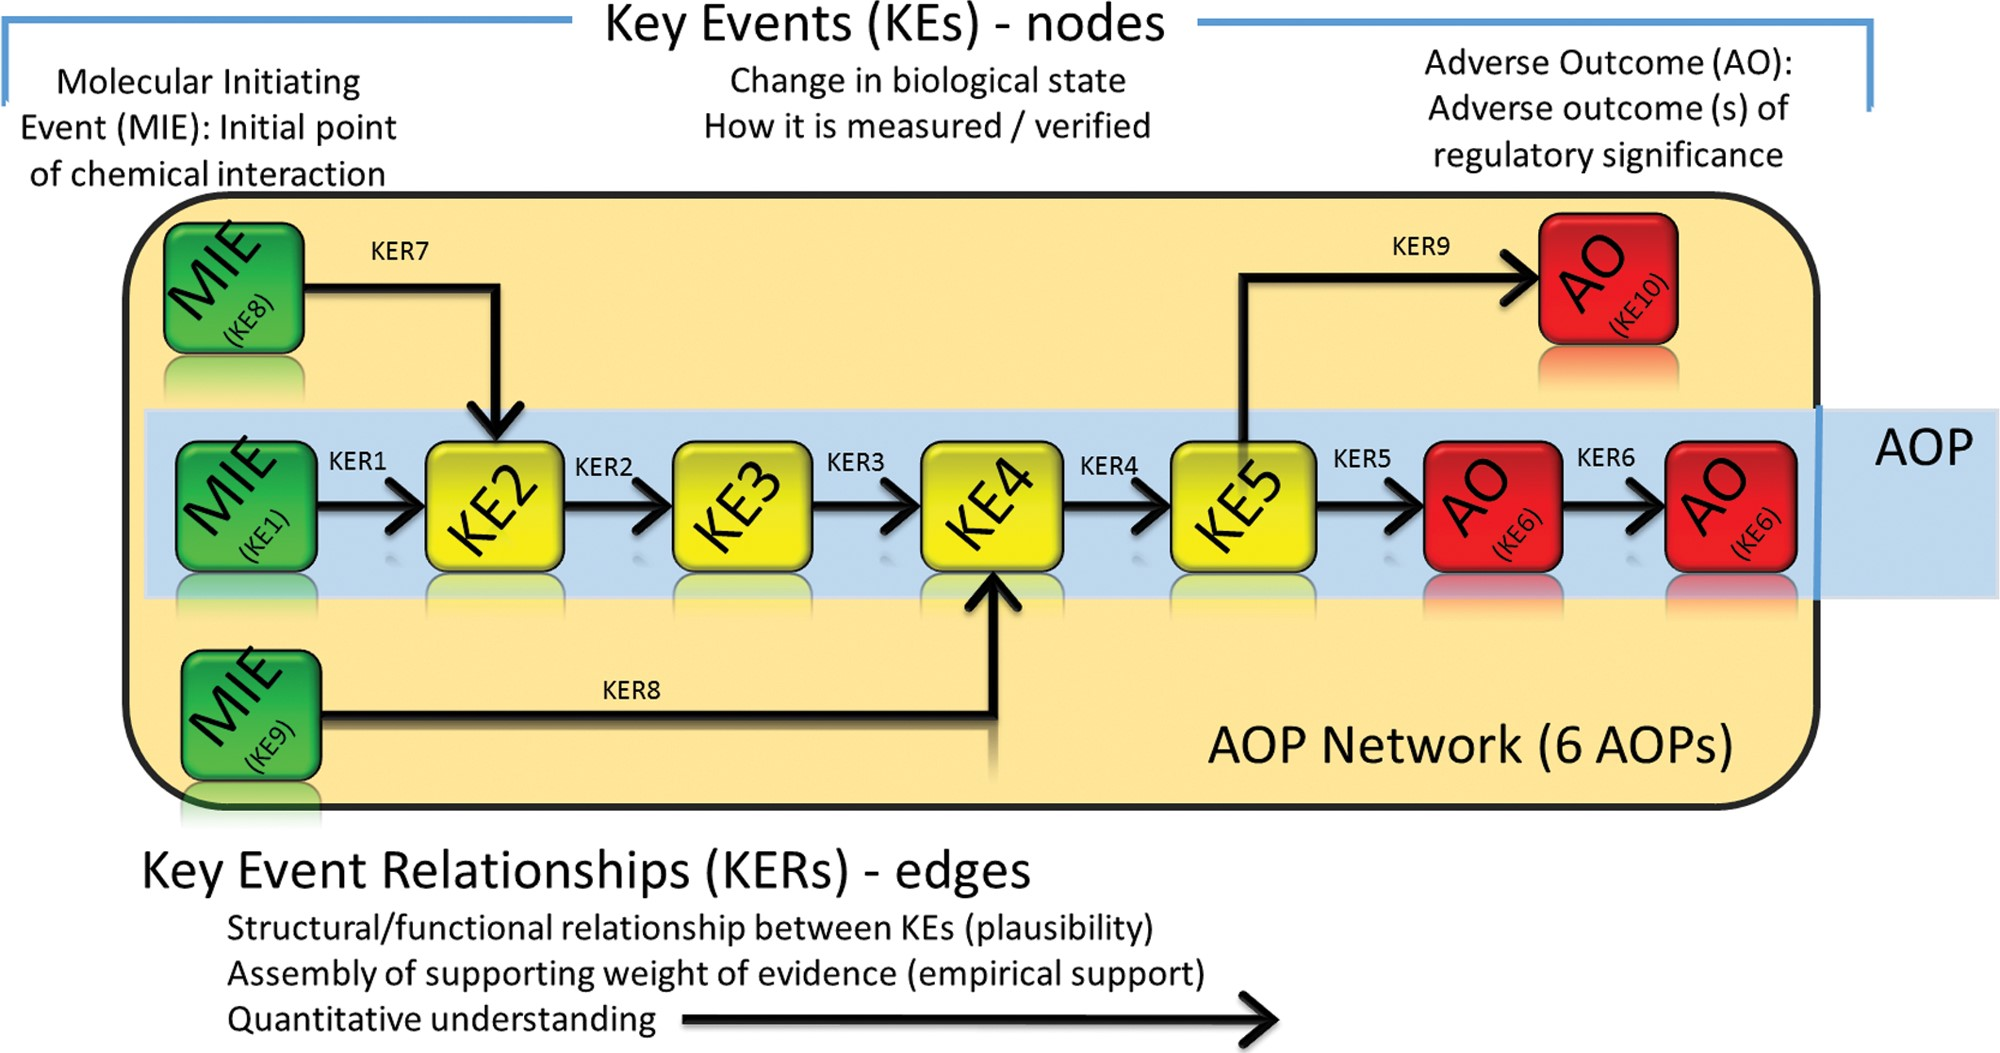 Key Events (KEs) - nodes
Molecular Initiating
Event (MIE): Initial point
of chemical interaction
Change in biological state
How it is measured / verified
Adverse Outcome (AO):
Adverse outcome (s) of
regulatory significance
MIE
(KE8)
KER7
KER9
AO
(KE10)
MIE
(KE1)
KER1
KE2
KER2
KE3
KER3
KE4
KER4
KE5
KER5
AO
(KE6)
KER6
AO
(KE6)
AOP
MIE
(KE9)
KER8
AOP Network (6 AOPs)
Key Event Relationships (KERs) - edges
Structural/functional relationship between KEs (plausibility)
Assembly of supporting weight of evidence (empirical support)
Quantitative understanding